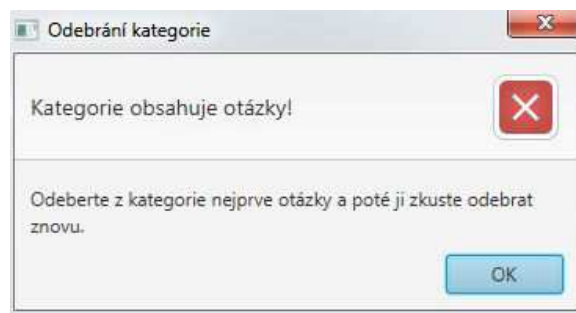 Odebrání kategorie
Kategorie obsahuje otázky!
Odeberte z kategorie nejprve otázky a poté ji zkuste odebrat
znovu.
OK